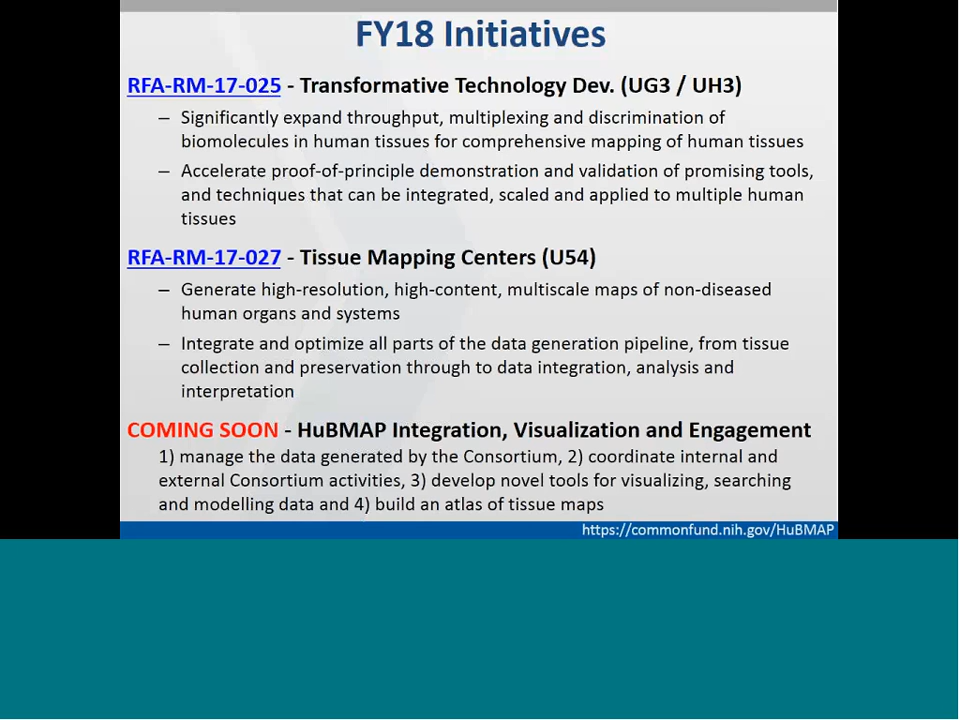 FY18 Initiatives
RFA-RM-17-025 - Transformative Technology Dev. (UG3 / UH3)
– Significantly expand throughput, multiplexing and discrimination of
biomolecules in human tissues for comprehensive mapping of human tissues
– Accelerate proof-of-principle demonstration and validation of promising tools,
and techniques that can be integrated, scaled and applied to multiple human
tissues
RFA-RM-17-027 - Tissue Mapping Centers (U54)
– Generate high-resolution, high-content, multiscale maps of non-diseased
human organs and systems
– Integrate and optimize all parts of the data generation pipeline, from tissue
collection and preservation through to data integration, analysis and
interpretation
COMING SOON - HuBMAP Integration, Visualization and Engagement
1) manage the data generated by the Consortium, 2) coordinate internal and
external Consortium activities, 3) develop novel tools for visualizing, searching
and modelling data and 4) build an atlas of tissue maps
https://commonfund.nih.gov/HuBMAP